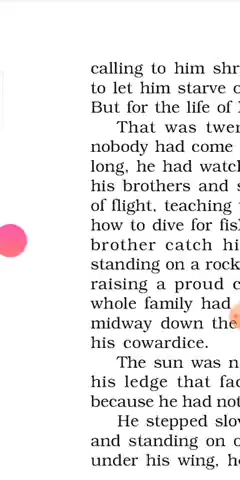 calling to him shr
to let him starve o
But for the life of
That was twen
nobody had come
long, he had watch
his brothers and s
of flight, teaching
how to dive for fis
brother catch hi
standing on a rock
raising a proud c
whole family had
midway down the
his cowardice.
The sun was n
his ledge that fac
because he had not
He stepped slow
and standing on o
under his wing, he